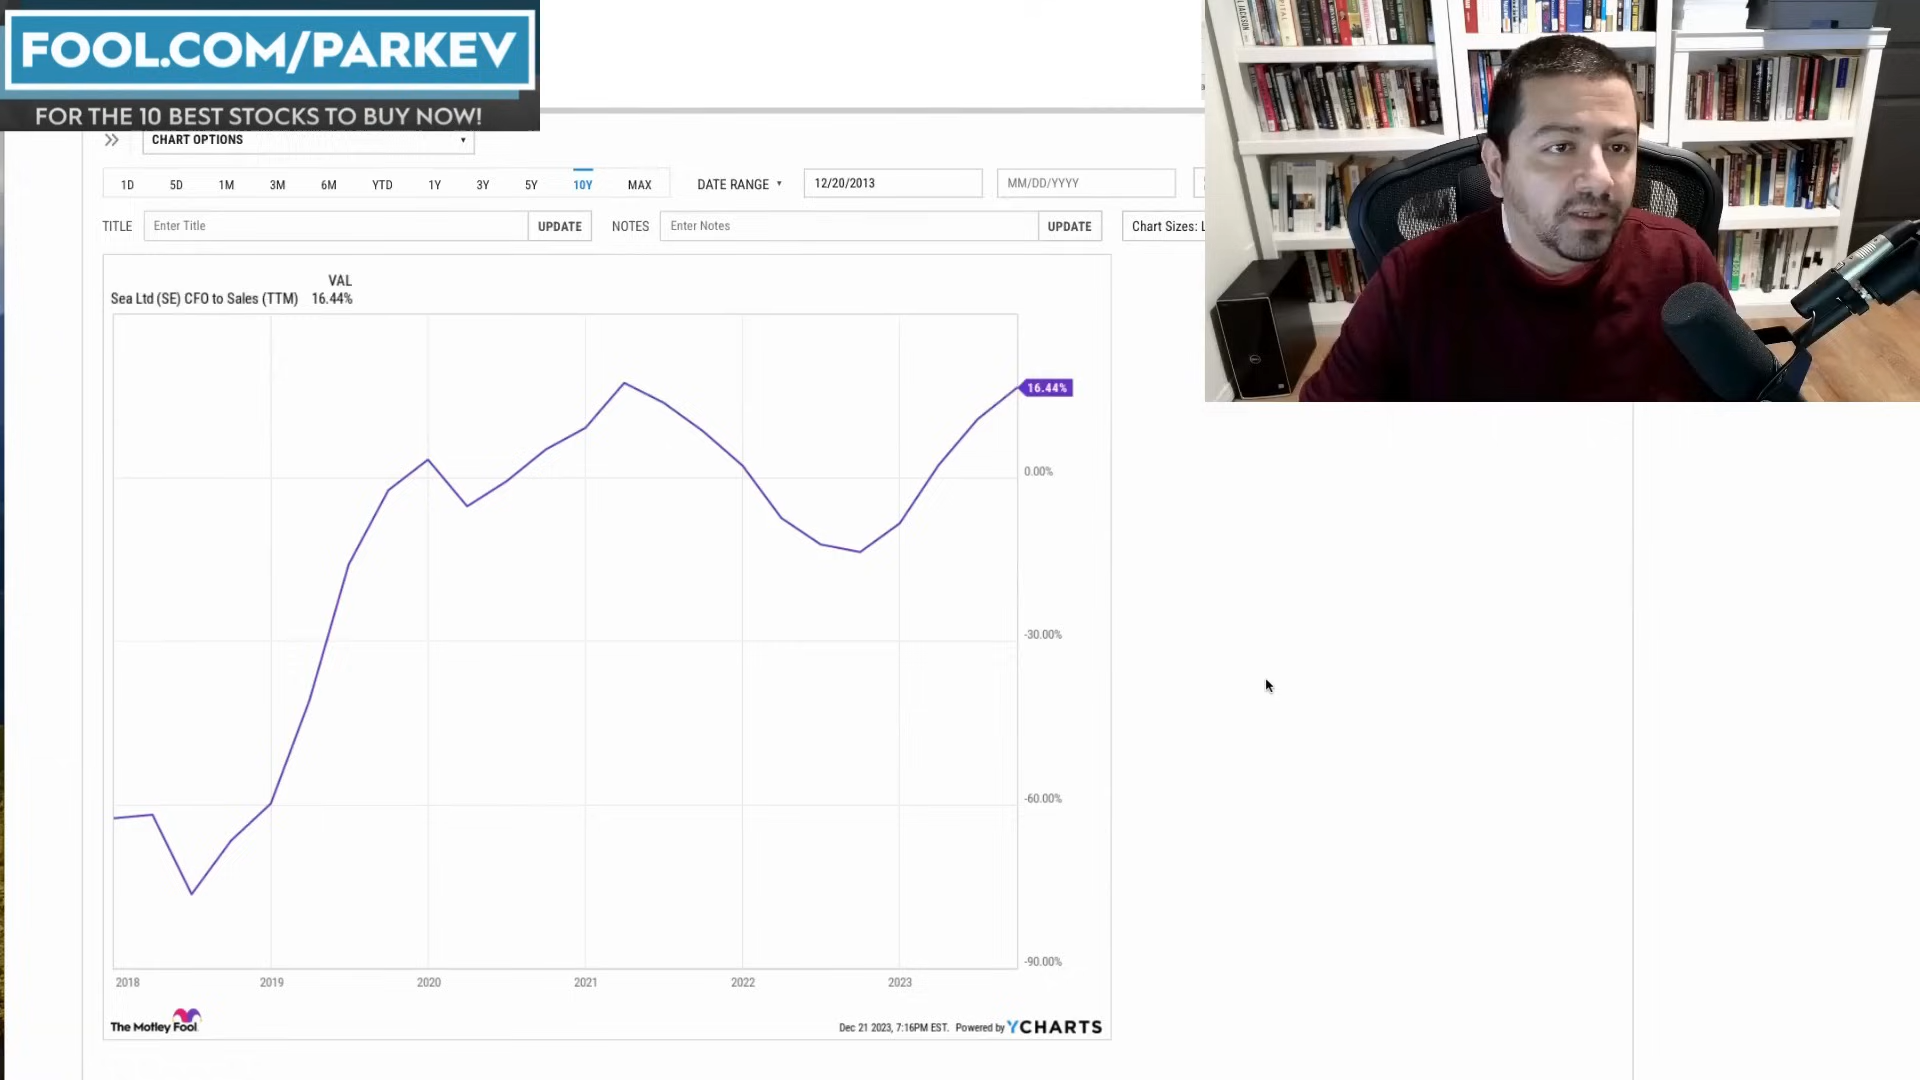 FOOL.COM/PARKEV
FOR THE 10 BEST STOCKS TO BUY NOW!
CHART OPTIONS
1D 5D 1M 3M 6M YTD 1Y 3Y 5Y 10Y MAX DATE RANGE 12/20/2013 MM/DD/YYYY
TITLE Enter Title UPDATE NOTES Enter Notes UPDATE Chart Sizes: L
VAL
Sea Ltd (SE) CFO to Sales (TTM) 16.44%
16.44%
0.00%
-30.00%
-60.00%
-90.00%
2018 2019 2020 2021 2022 2023
The Motley Fool
Dec 21 2023, 7:16PM EST. Powered by YCHARTS